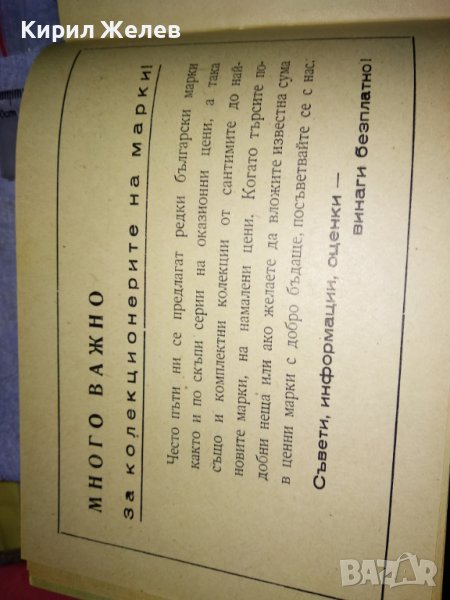 Кирил Желев
МНОГО ВАЖНО
За колекционерите на марки!
Често пъти ни се предлагат редки български марки
както и по скъпи серии на оказионни цени, а така
също и комплектни колекции от сантимите до най-
новите марки, на намалени цени. Когато търсите по-
добни неща или ако желаете да вложите известна сума
в ценни марки с добро бъдаще, посъветвайте се с нас.
Съвети, информации, оценки —
винаги безплатно!
BAZAR